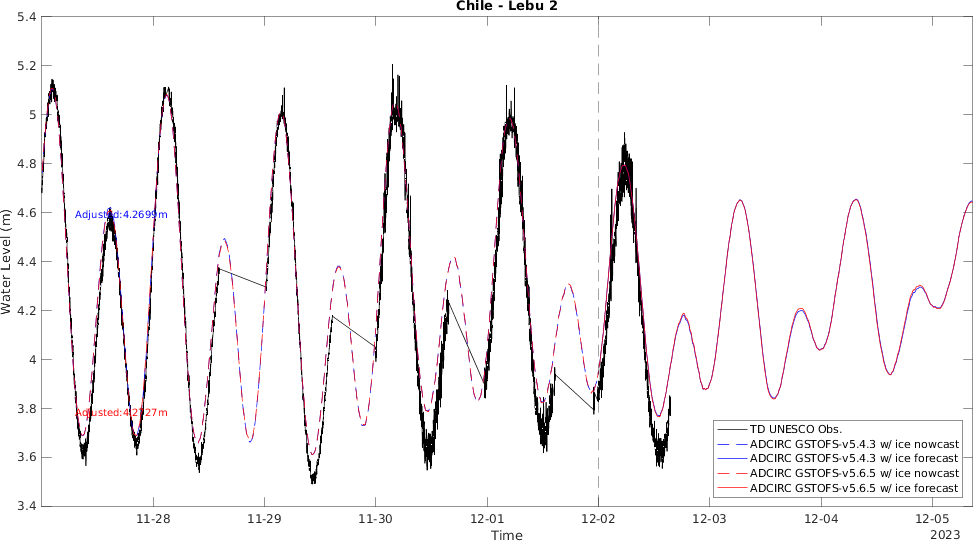 Chile - Lebu 2
5.4
5.2
5
4.8
4.6
4.4
4.2
4
3.8
3.6
3.4
Water Level (m)
Adjusted:4.2699m
Adjusted:4.2127m
TD UNESCO Obs.
ADCIRC GSTOFS-v5.4.3 w/ ice nowcast
ADCIRC GSTOFS-v5.4.3 w/ ice forecast
ADCIRC GSTOFS-v5.6.5 w/ ice nowcast
ADCIRC GSTOFS-v5.6.5 w/ ice forecast
11-28 11-29 11-30 12-01 12-02 12-03 12-04 12-05
Time
2023